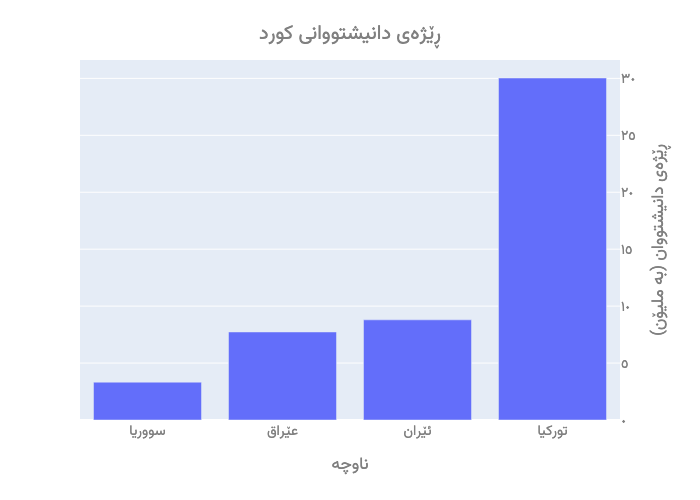 ڕێژەی دانیشتووانی کورد
٣٠
٢٥
٢٠
١٥
١٠
٥
٠
ڕێژەی دانیشتووان (بە ملیۆن)
تورکیا
ئێران
عێراق
سووریا
ناوچە